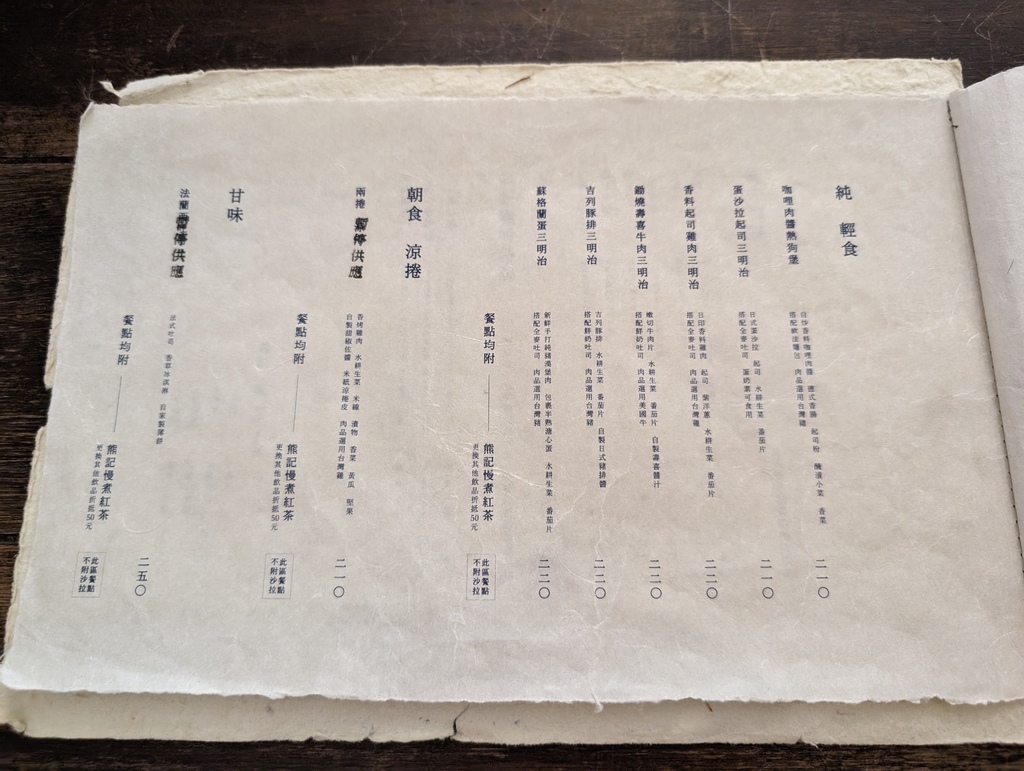 純 輕食
咖哩肉醬熱狗堡
白炒香料咖哩肉醬 德式香腸 起司粉 醃漬小菜 香菜
搭配軟法麵包 肉品選用台灣豬
二一〇
蛋沙拉起司三明治
日式蛋沙拉 起司 水耕生菜 番茄片
搭配全麥吐司 蛋奶素可食用
二一〇
香料起司雞肉三明治
日印香料雞肉 起司 紫洋蔥 水耕生菜 番茄片
搭配全麥吐司 肉品選用台灣雞
二二〇
鋤燒壽喜牛肉三明治
嫩切牛肉片 水耕生菜 番茄片 自製壽喜醬汁
搭配鮮奶吐司 肉品選用美國牛
二二〇
吉列豚排三明治
吉列豚排 水耕生菜 番茄片 自製日式豬排醬
搭配鮮奶吐司 肉品選用台灣豬
二二〇
蘇格蘭蛋三明治
新鮮手打純豬漢堡肉 包裹半熟溏心蛋 水耕生菜 番茄片
搭配全麥吐司 肉品選用台灣豬
二二〇
餐點均附 熊記慢煮紅茶
更換其他飲品折抵50元
此區餐點
不附沙拉
朝食 涼捲
兩捲 暫停供應
香烤雞肉 水耕生菜 米線 漬物 香菜 黃瓜 堅果
自製甜椒佐醬 米紙涼捲皮 肉品選用台灣雞
二一〇
餐點均附 熊記慢煮紅茶
更換其他飲品折抵50元
此區餐點
不附沙拉
甘味
法蘭 暫停供應
法式吐司 香草冰淇淋 自家製薄餅
二五〇
餐點均附 熊記慢煮紅茶
更換其他飲品折抵50元
此區餐點
不附沙拉